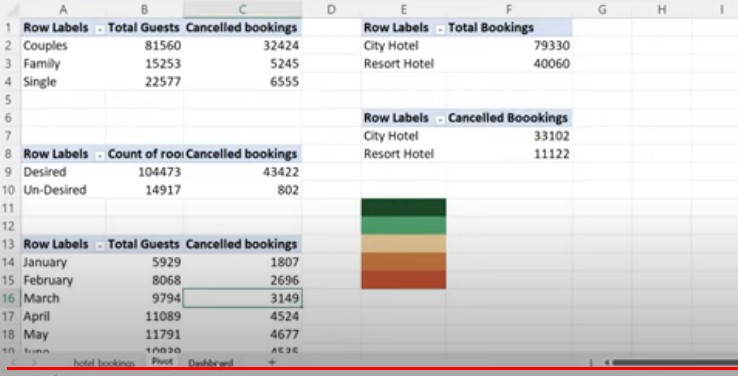 A B C D E F G H I
1 Row Labels Total Guests Cancelled bookings Row Labels Total Bookings
2 Couples 81560 32424 City Hotel 79330
3 Family 15253 5245 Resort Hotel 40060
4 Single 22577 6555
5
6 Row Labels Cancelled Boookings
7 City Hotel 33102
8 Row Labels Count of roo Cancelled bookings Resort Hotel 11122
9 Desired 104473 43422
10 Un-Desired 14917 802
11
12
13 Row Labels Total Guests Cancelled bookings
14 January 5929 1807
15 February 8068 2696
16 March 9794 3149
17 April 11089 4524
18 May 11791 4677
19 June 10939 4535
hotel bookings Pivot Dashboard +